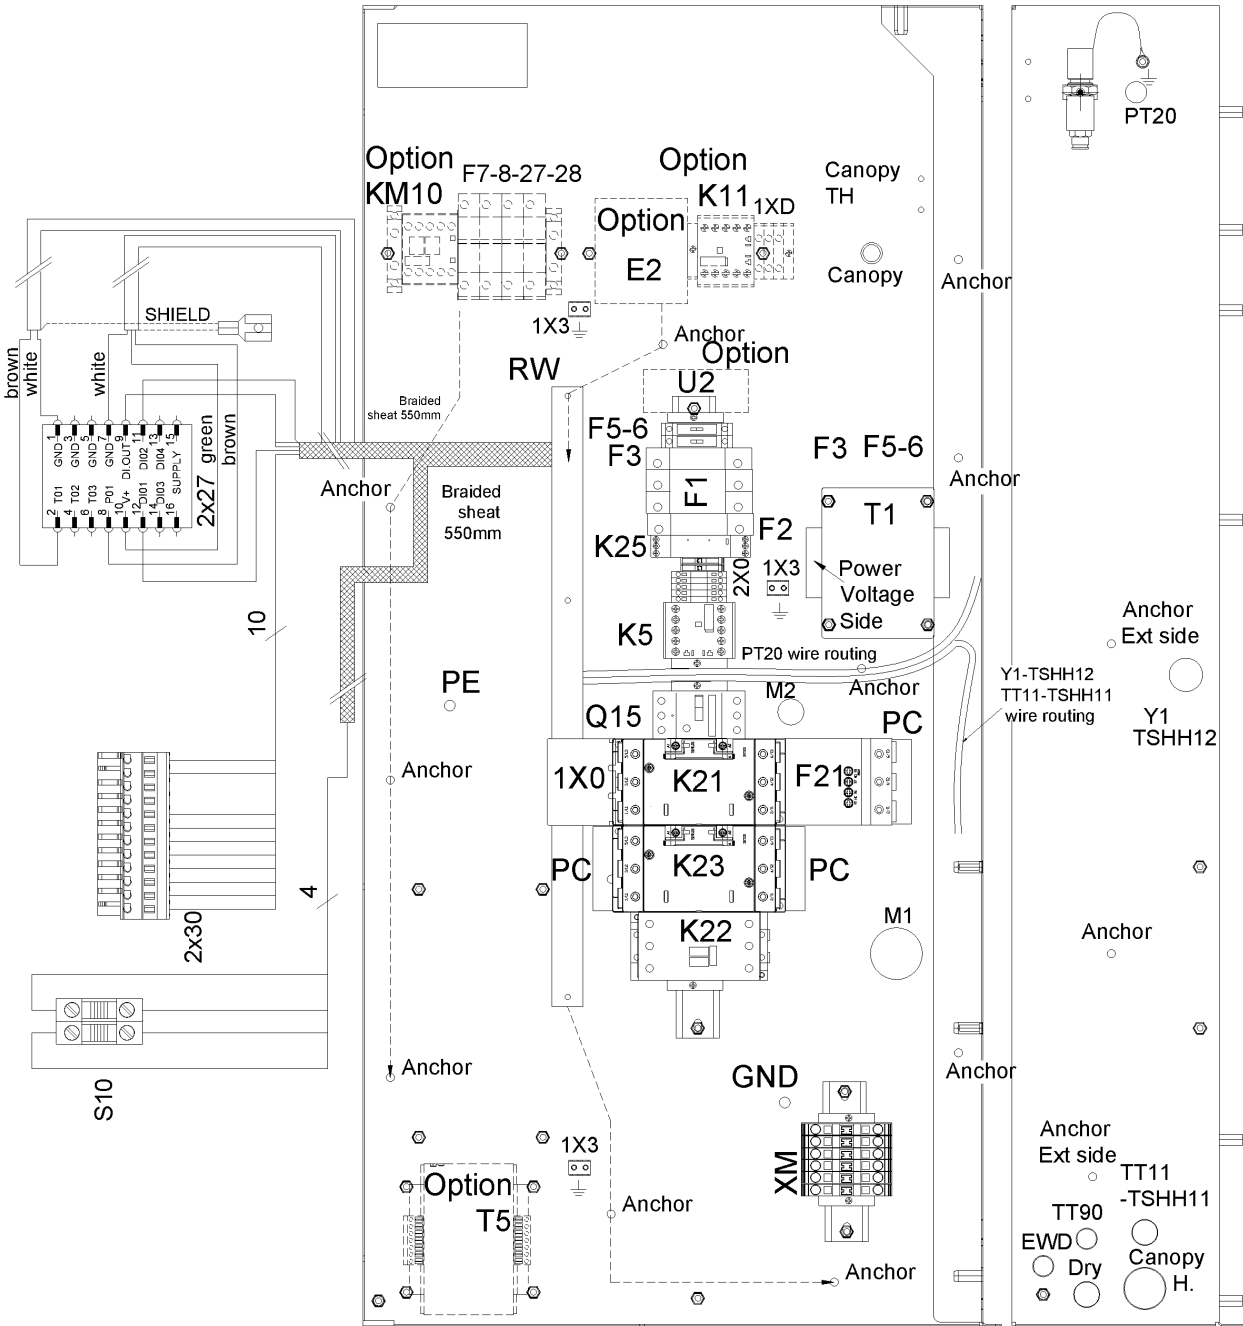 PT20
Option
KM10
F7-8-27-28
Option
K11
1XD
Canopy
TH
Option
E2
Canopy
Anchor
SHIELD
1X3
Anchor
Option
RW
U2
brown
white
white
Braided
sheat 550mm
F5-6
F3
F3 F5-6
GND 1
GND 3
GND 5
GND 7
DI.OUT 9
DI02 11
DI04 13
SUPPLY 15
2 T01
4 T02
6 T03
8 P01
10 V+
12 DI01
14 DI03
16
2x27
green
brown
Anchor
Braided
sheat
550mm
F1
F2
T1
Anchor
K25
2X0
1X3
Power
Voltage
Side
10
K5
PT20 wire routing
Anchor
Ext side
PE
M2
Anchor
Y1-TSHH12
TT11-TSHH11
wire routing
Q15
PC
Y1
TSHH12
Anchor
1X0
K21
F21
PC
K23
PC
4
2x30
K22
M1
Anchor
S10
Anchor
GND
Anchor
1X3
XM
Anchor
Ext side
Option
T5
Anchor
TT11
-TSHH11
TT90
EWD
Dry
Canopy
H.
Anchor